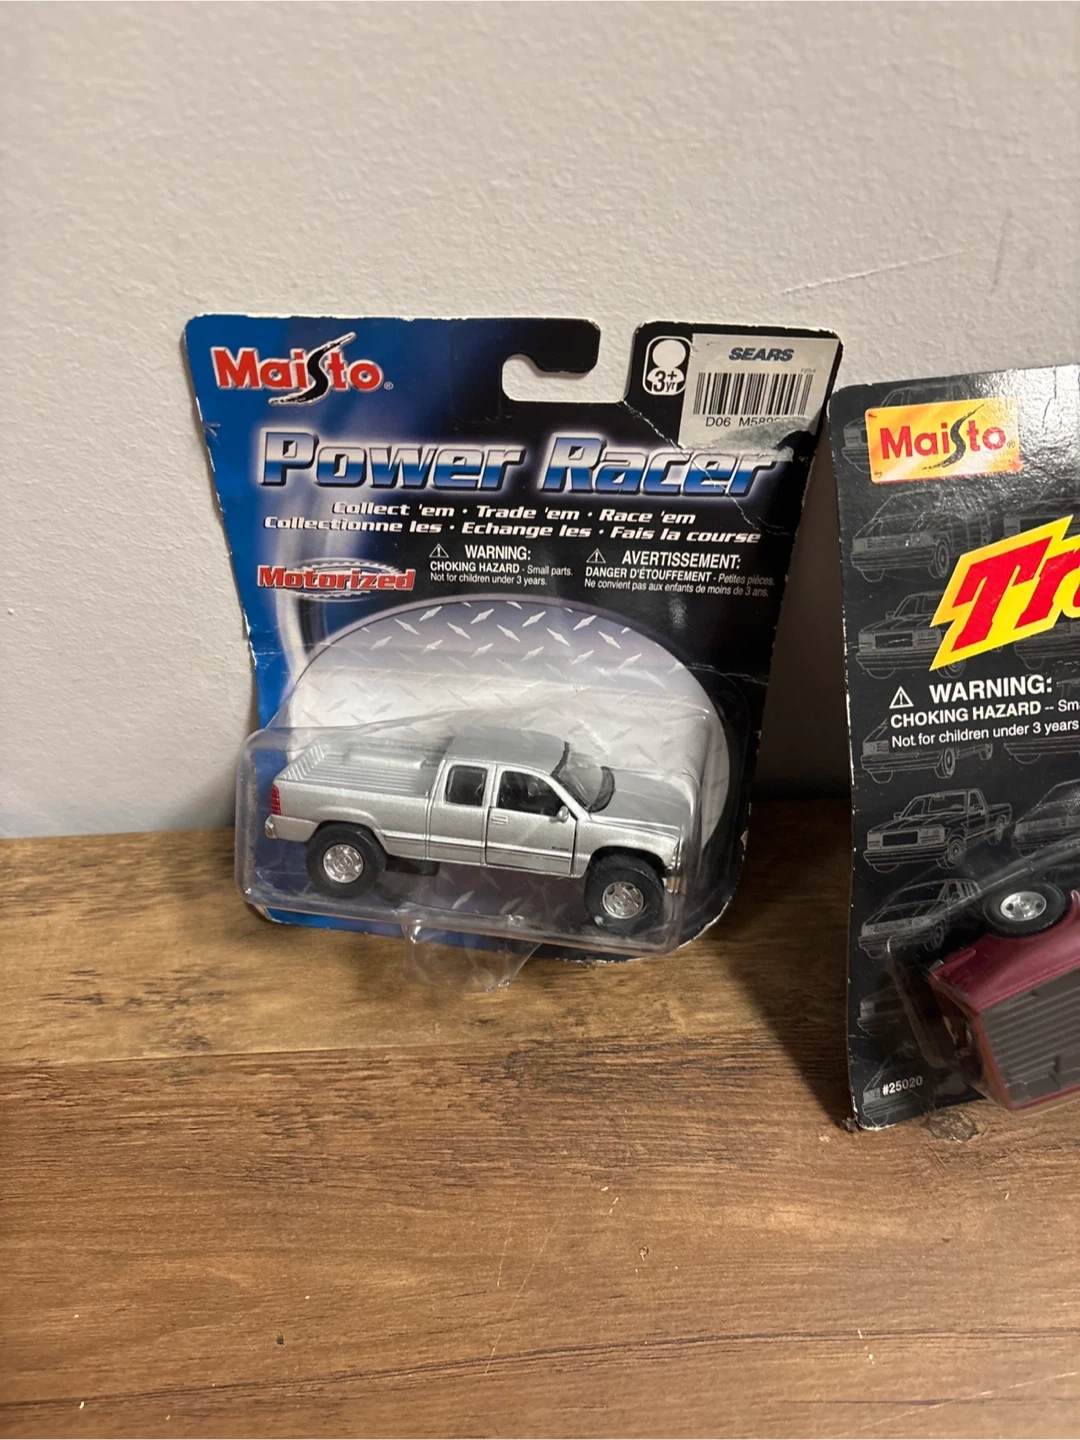 Maisto®
3+
yr
SEARS
D06
Power Racer
Collect 'em • Trade 'em • Race 'em
Collectionne les • Echange les • Fais la course
Motorized
WARNING:
CHOKING HAZARD - Small parts.
Not for children under 3 years.
AVERTISSEMENT:
DANGER D'ÉTOUFFEMENT - Petites pièces.
Ne convient pas aux enfants de moins de 3 ans.
Maisto®
WARNING:
CHOKING HAZARD --
Not for children under 3 years
#25020